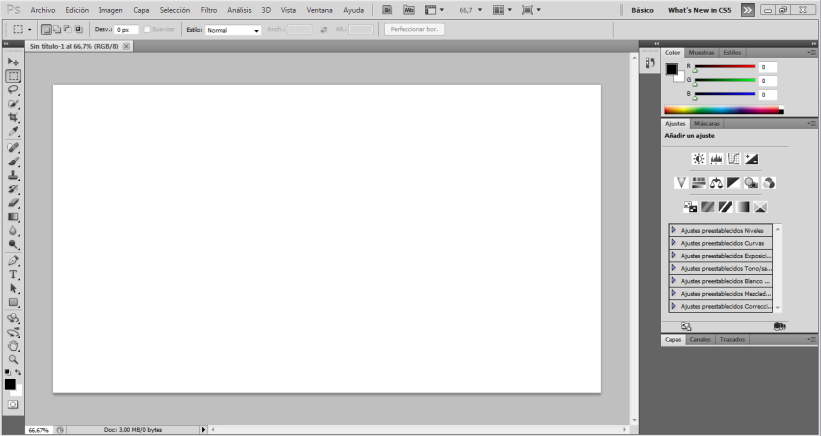 Ps Archivo Edición Imagen Capa Selección Filtro Análisis 3D Vista Ventana Ayuda Br Mb 66,7 Básico What's New in CS5
Desv.: 0 px Suavizar Estilo: Normal Anch.: Al.: Perfeccionar bor.
Sin título-1 al 66,7% (RGB/8)
Color Muestras Estilos
R 0
G 0
B 0
Ajustes Máscaras
Añadir un ajuste
Ajustes preestablecidos Niveles
Ajustes preestablecidos Curvas
Ajustes preestablecidos Exposici...
Ajustes preestablecidos Tono/sa...
Ajustes preestablecidos Blanco ...
Ajustes preestablecidos Mezclad...
Ajustes preestablecidos Correcci...
Capas Canales Trazados
66,67% Doc: 3,00 MB/0 bytes